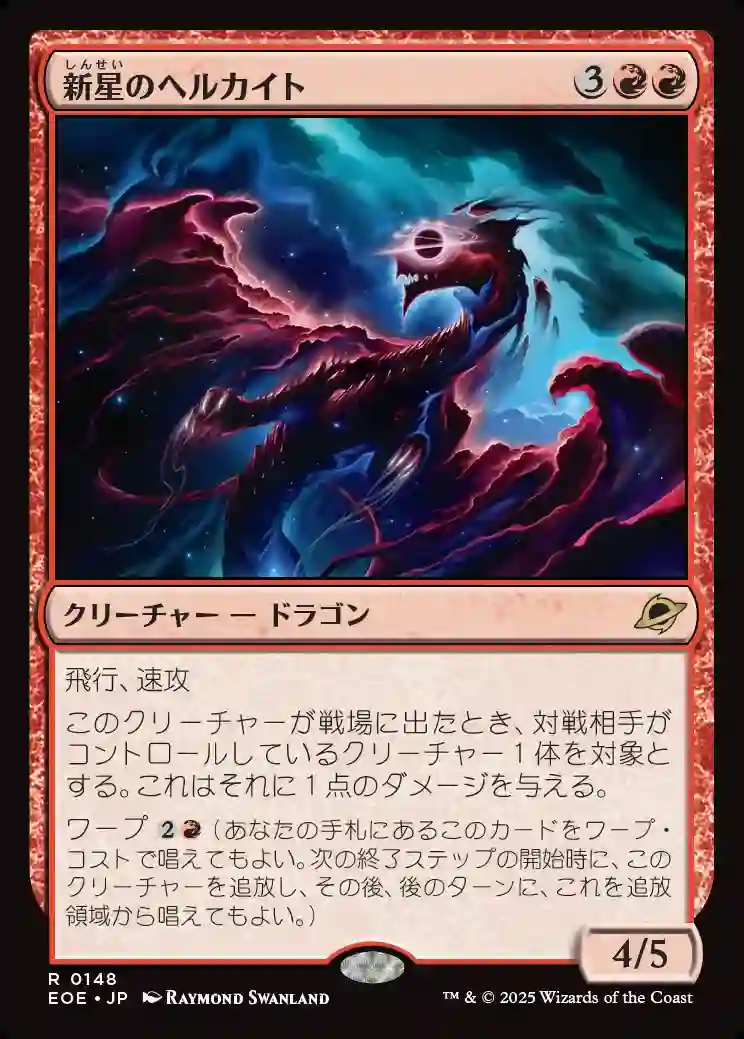 しんせい
新星のヘルカイト 3
クリーチャー — ドラゴン
飛行、速攻
このクリーチャーが戦場に出たとき、対戦相手が
コントロールしているクリーチャー1体を対象と
する。これはそれに1点のダメージを与える。
ワープ 2（あなたの手札にあるこのカードをワープ・
コストで唱えてもよい。次の終了ステップの開始時に、この
クリーチャーを追放し、その後、後のターンに、これを追放
領域から唱えてもよい。）
4/5
R 0148
EOE • JP RAYMOND SWANLAND
™ & © 2025 Wizards of the Coast